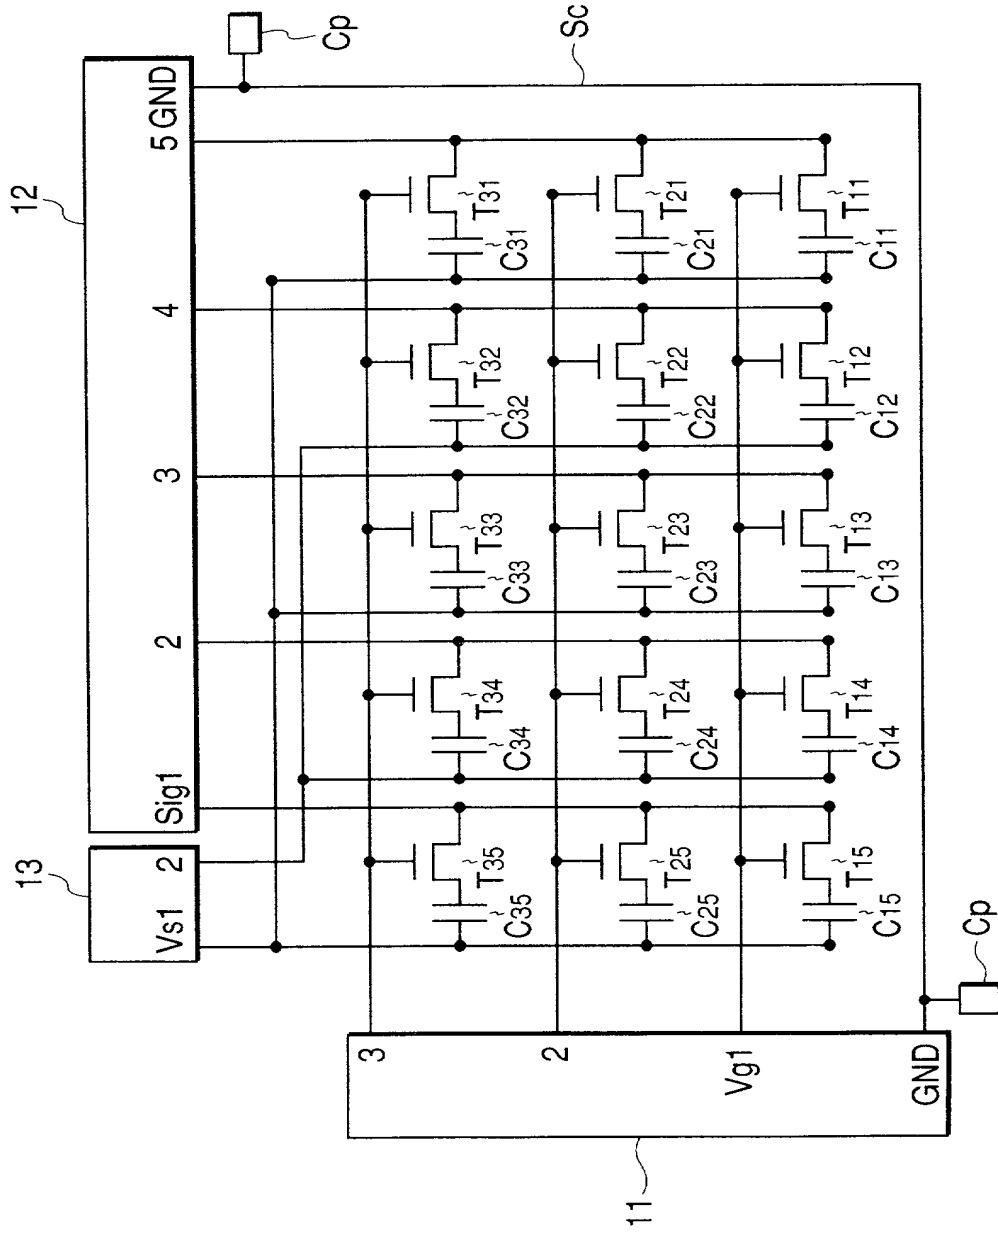 12
13
Cp
Sc
Vs1 2
Sig1 2 3 4 5 GND
T35 T34 T33 T32 T31
C35 C34 C33 C32 C31
T25 T24 T23 T22 T21
C25 C24 C23 C22 C21
T15 T14 T13 T12 T11
C15 C14 C13 C12 C11
3
2
Vg1
GND
11
Cp